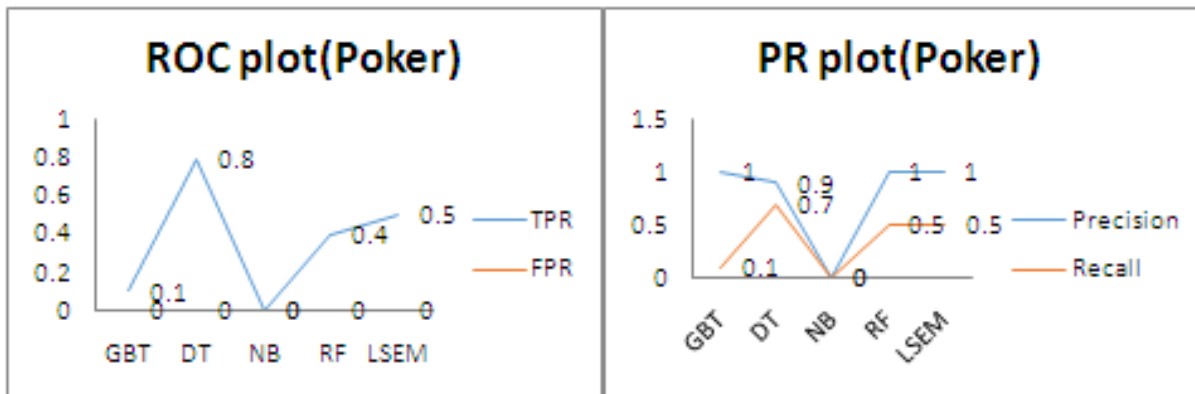 ROC plot(Poker)
1
0.8
0.6
0.4
0.2
0
0.1
0.8
0
0.4
0.5
0
0
0
0
0
GBT DT NB RF LSEM
TPR
FPR
PR plot(Poker)
1.5
1
0.5
0
1
0.9
0
1
1
0.1
0.7
0
0.5
0.5
GBT
DT
NB
RF
LSEM
Precision
Recall